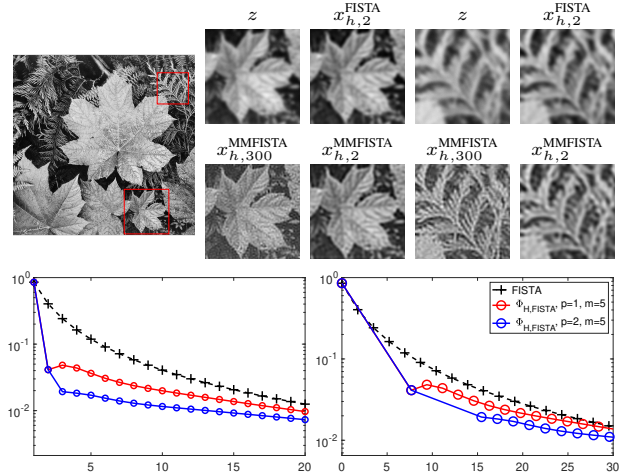 z x_{h,2}^{FISTA} z x_{h,2}^{FISTA}
x_{h,300}^{MMFISTA} x_{h,2}^{MMFISTA} x_{h,300}^{MMFISTA} x_{h,2}^{MMFISTA}
10^0
10^{-1}
10^{-2}
5 10 15 20
10^0
10^{-1}
10^{-2}
0 5 10 15 20 25 30
FISTA
Φ_{H,FISTA}, p=1, m=5
Φ_{H,FISTA}, p=2, m=5